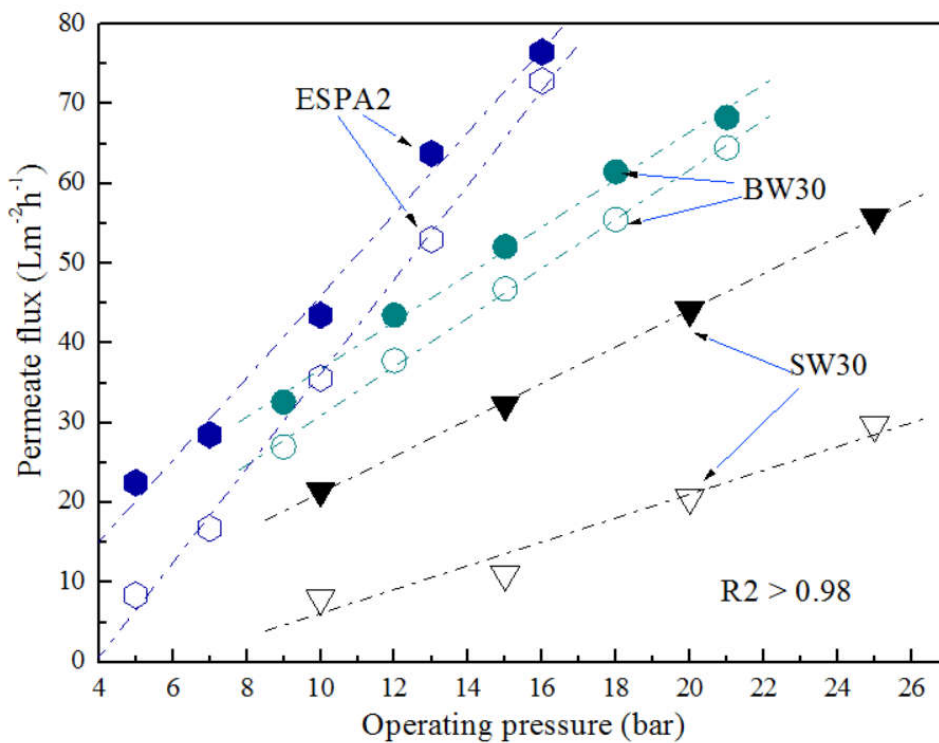 Permeate flux (Lm⁻²h⁻¹)
80
70
60
50
40
30
20
10
0
ESPA2
BW30
SW30
R2 > 0.98
4 6 8 10 12 14 16 18 20 22 24 26
Operating pressure (bar)